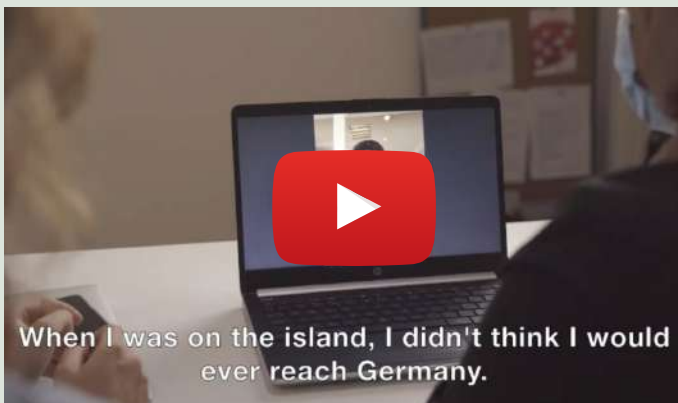 When I was on the island, I didn't think I would
ever reach Germany.